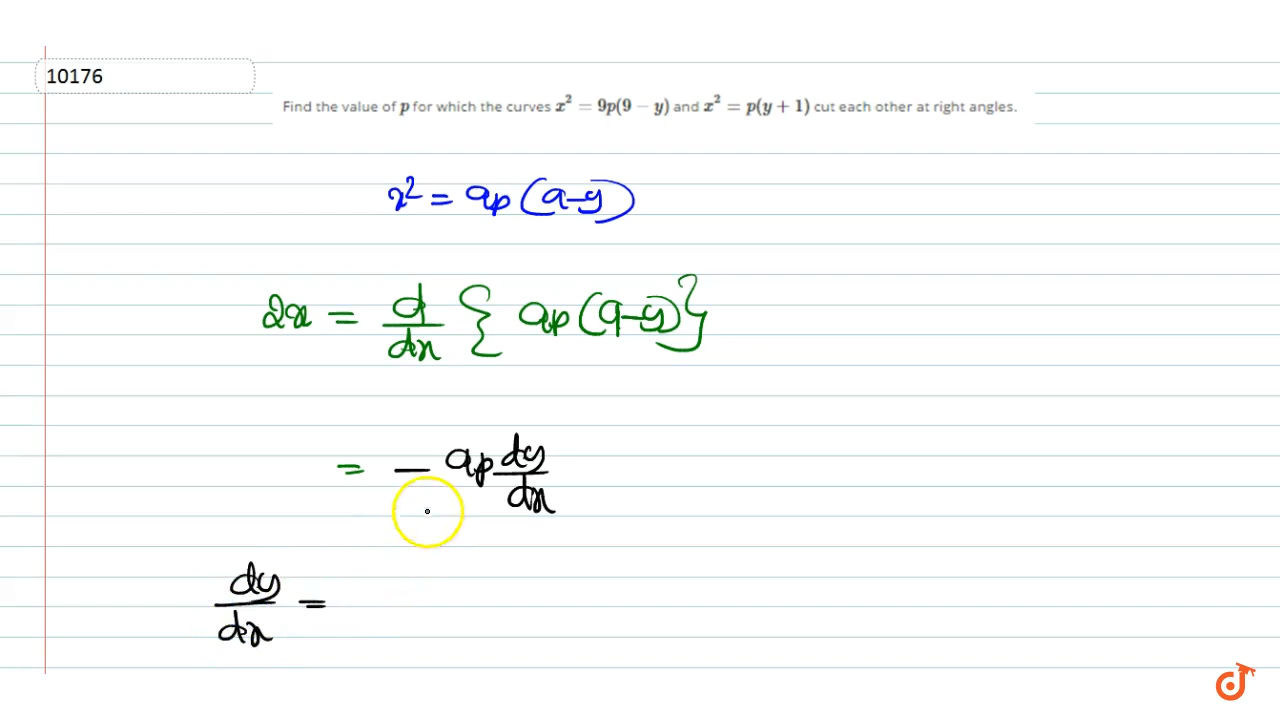 10176
Find the value of p for which the curves x² = 9p(9 − y) and x² = p(y + 1) cut each other at right angles.
x² = 9p (9-y)
2x = d/dx { 9p (9-y) }
= - 9p dy/dx
dy/dx =